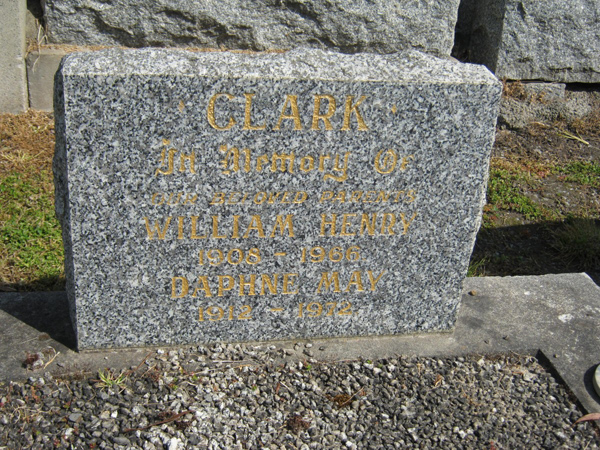 · CLARK ·
In Memory Of
OUR BELOVED PARENTS
WILLIAM HENRY
1908 - 1966
DAPHNE MAY
1912 - 1972